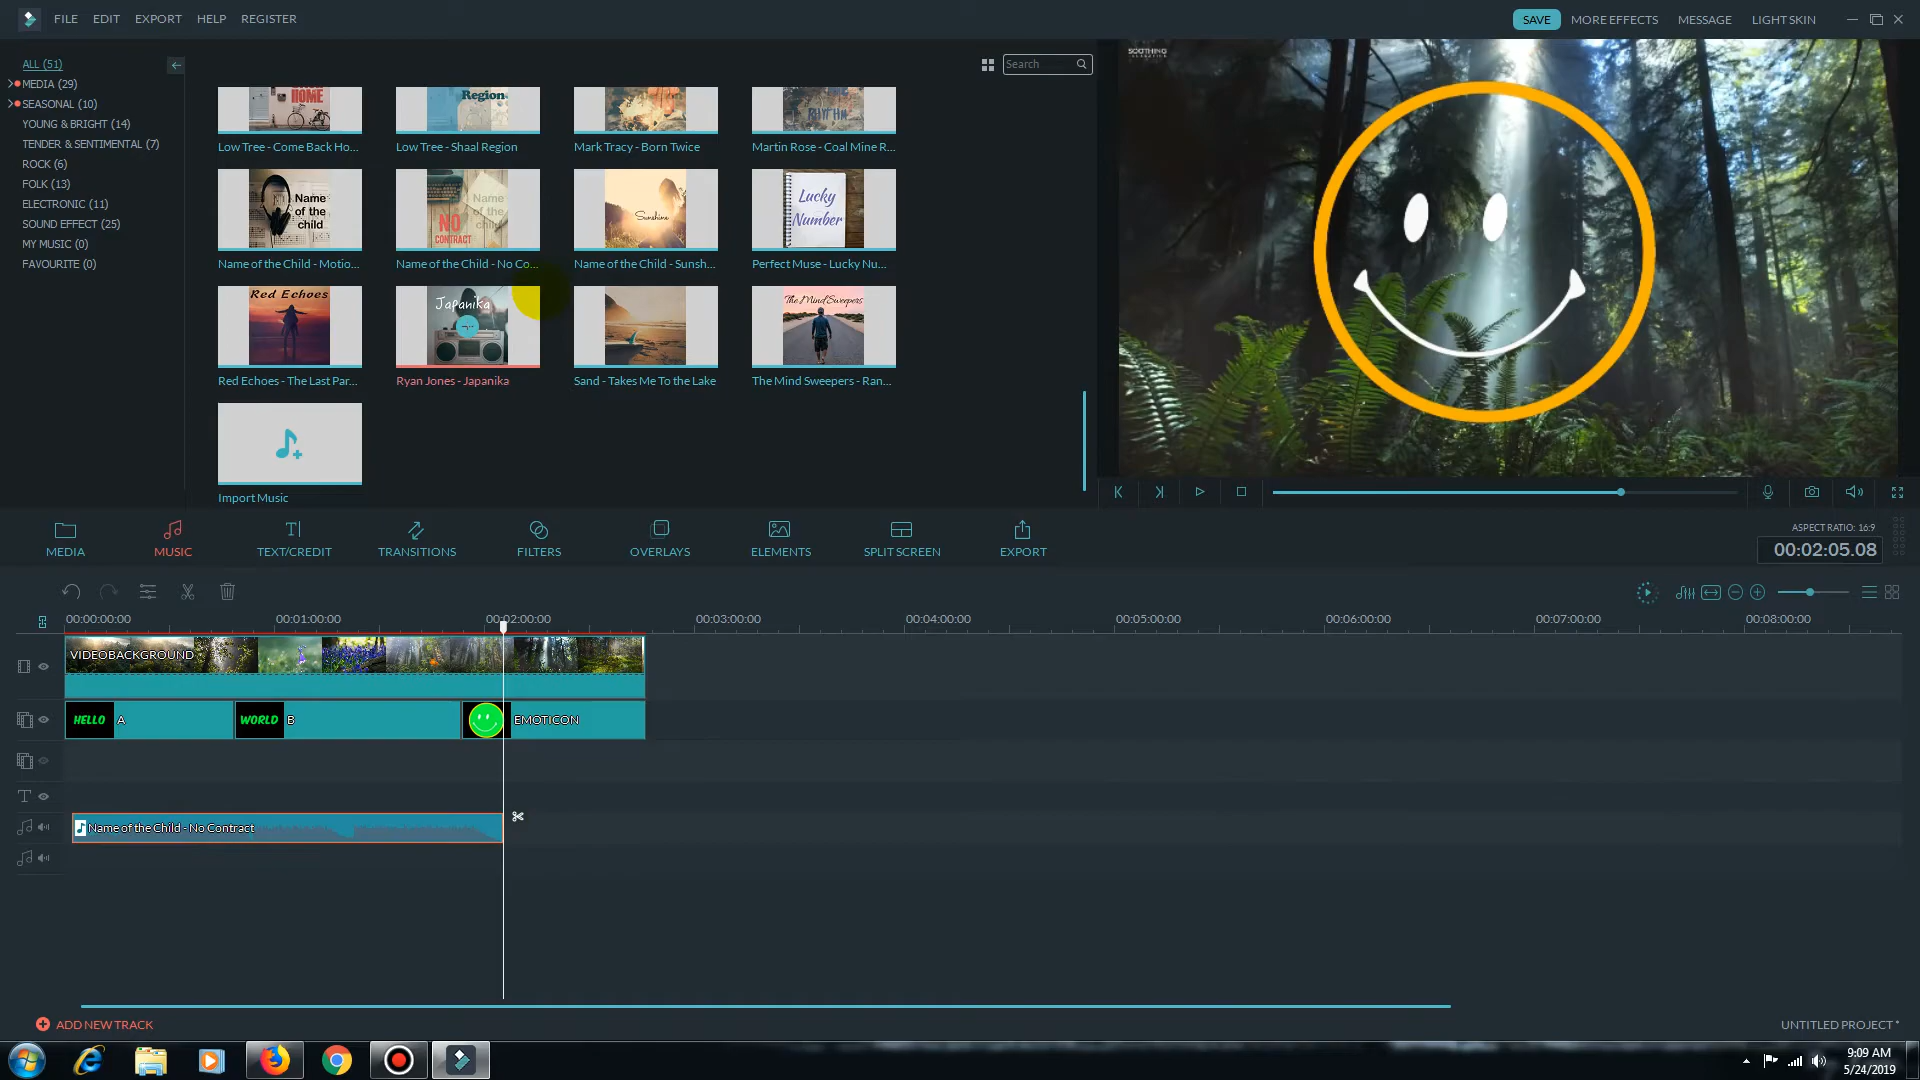 FILE EDIT EXPORT HELP REGISTER
SAVE MORE EFFECTS MESSAGE LIGHT SKIN
ALL (51)
MEDIA (29)
SEASONAL (10)
YOUNG & BRIGHT (14)
TENDER & SENTIMENTAL (7)
ROCK (6)
FOLK (13)
ELECTRONIC (11)
SOUND EFFECT (25)
MY MUSIC (0)
FAVOURITE (0)
Search
HOME
Region
RHYTHM
Low Tree - Come Back Ho...
Low Tree - Shaal Region
Mark Tracy - Born Twice
Martin Rose - Coal Mine R...
Name of the child
NO CONTRACT
Name of the child
Sunshine
Lucky Number
Name of the Child - Motio...
Name of the Child - No Co...
Name of the Child - Sunsh...
Perfect Muse - Lucky Nu...
Red Echoes
Japanika
The Mind Sweepers
Red Echoes - The Last Par...
Ryan Jones - Japanika
Sand - Takes Me To the Lake
The Mind Sweepers - Ran...
Import Music
SOOTHING
MEDIA
MUSIC
TEXT/CREDIT
TRANSITIONS
FILTERS
OVERLAYS
ELEMENTS
SPLIT SCREEN
EXPORT
ASPECT RATIO: 16:9
00:02:05.08
00:00:00:00 00:01:00:00 00:02:00:00 00:03:00:00 00:04:00:00 00:05:00:00 00:06:00:00 00:07:00:00 00:08:00:00
VIDEOBACKGROUND
HELLO A WORLD B EMOTICON
T
Name of the Child - No Contract
ADD NEW TRACK
UNTITLED PROJECT *
9:09 AM
5/24/2019